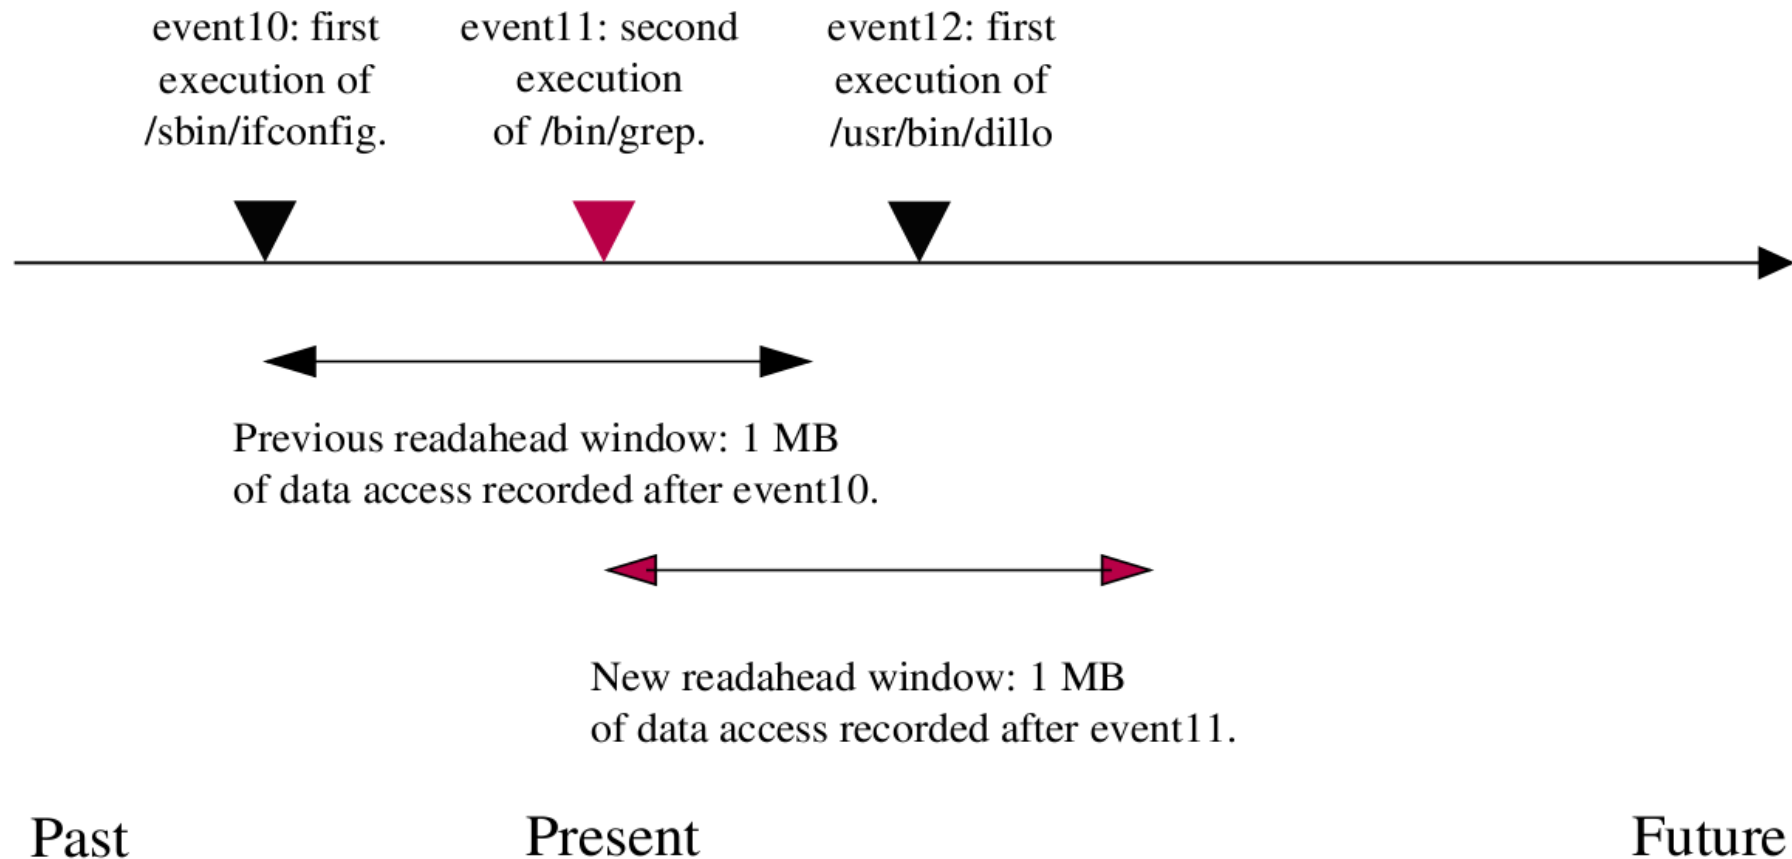 event10: first
execution of
/sbin/ifconfig.
event11: second
execution
of /bin/grep.
event12: first
execution of
/usr/bin/dillo
Previous readahead window: 1 MB
of data access recorded after event10.
New readahead window: 1 MB
of data access recorded after event11.
Past
Present
Future